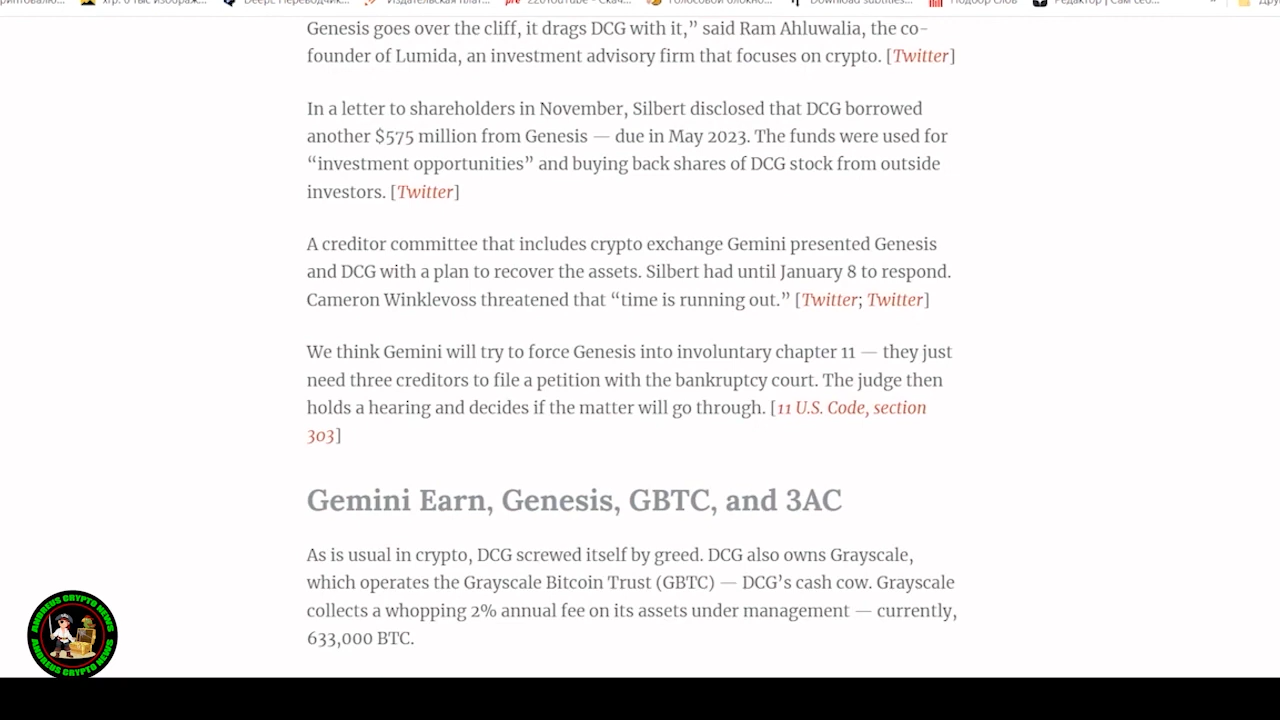 Genesis goes over the cliff, it drags DCG with it,” said Ram Ahluwalia, the co-
founder of Lumida, an investment advisory firm that focuses on crypto. [Twitter]
In a letter to shareholders in November, Silbert disclosed that DCG borrowed
another $575 million from Genesis — due in May 2023. The funds were used for
“investment opportunities” and buying back shares of DCG stock from outside
investors. [Twitter]
A creditor committee that includes crypto exchange Gemini presented Genesis
and DCG with a plan to recover the assets. Silbert had until January 8 to respond.
Cameron Winklevoss threatened that “time is running out.” [Twitter; Twitter]
We think Gemini will try to force Genesis into involuntary chapter 11 — they just
need three creditors to file a petition with the bankruptcy court. The judge then
holds a hearing and decides if the matter will go through. [11 U.S. Code, section
303]
Gemini Earn, Genesis, GBTC, and 3AC
As is usual in crypto, DCG screwed itself by greed. DCG also owns Grayscale,
which operates the Grayscale Bitcoin Trust (GBTC) — DCG’s cash cow. Grayscale
collects a whopping 2% annual fee on its assets under management — currently,
633,000 BTC.
ANDREUS CRYPTO NEWS
ANDREUS CRYPTO NEWS